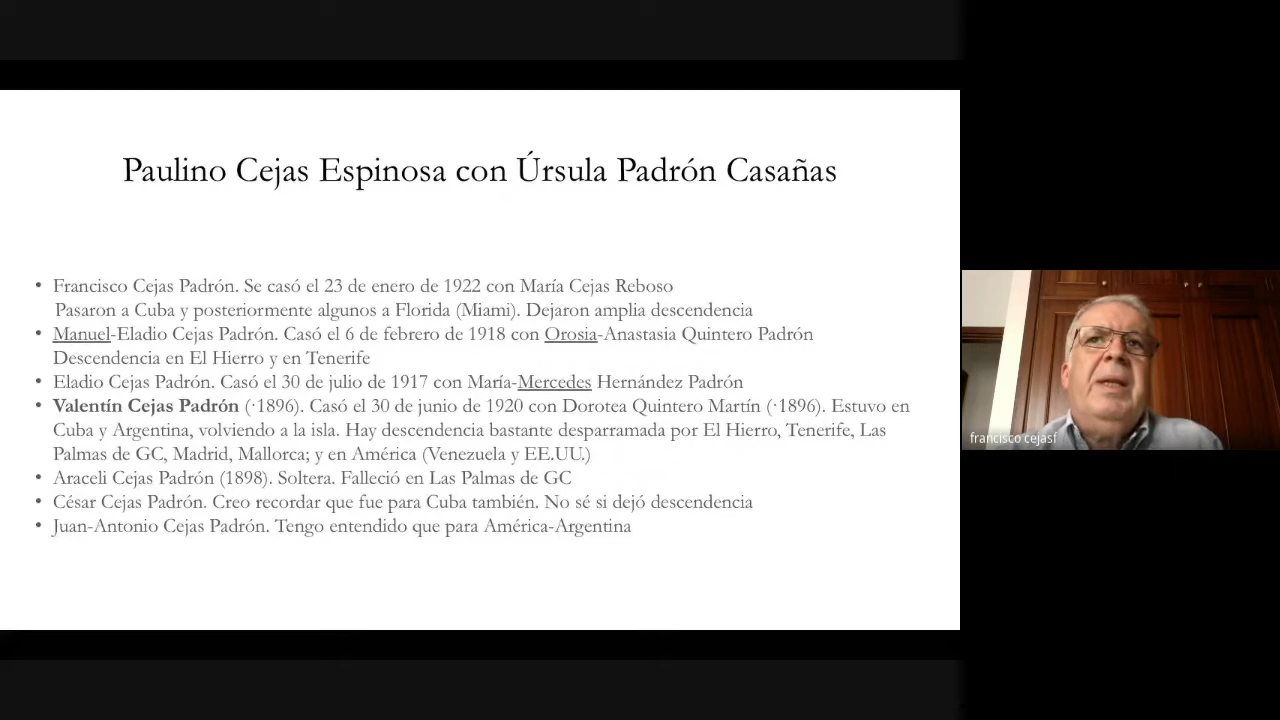 Paulino Cejas Espinosa con Úrsula Padrón Casañas
• Francisco Cejas Padrón. Se casó el 23 de enero de 1922 con María Cejas Reboso
Pasaron a Cuba y posteriormente algunos a Florida (Miami). Dejaron amplia descendencia
• Manuel-Eladio Cejas Padrón. Casó el 6 de febrero de 1918 con Orosia-Anastasia Quintero Padrón
Descendencia en El Hierro y en Tenerife
• Eladio Cejas Padrón. Casó el 30 de julio de 1917 con María-Mercedes Hernández Padrón
• Valentín Cejas Padrón (·1896). Casó el 30 de junio de 1920 con Dorotea Quintero Martín (·1896). Estuvo en
Cuba y Argentina, volviendo a la isla. Hay descendencia bastante desparramada por El Hierro, Tenerife, Las
Palmas de GC, Madrid, Mallorca; y en América (Venezuela y EE.UU.)
• Araceli Cejas Padrón (1898). Soltera. Falleció en Las Palmas de GC
• César Cejas Padrón. Creo recordar que fue para Cuba también. No sé si dejó descendencia
• Juan-Antonio Cejas Padrón. Tengo entendido que para América-Argentina
francisco cejasf